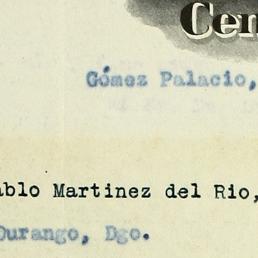 Cen
Gómez Palacio,
ablo Martinez del Rio,
Durango, Dgo.